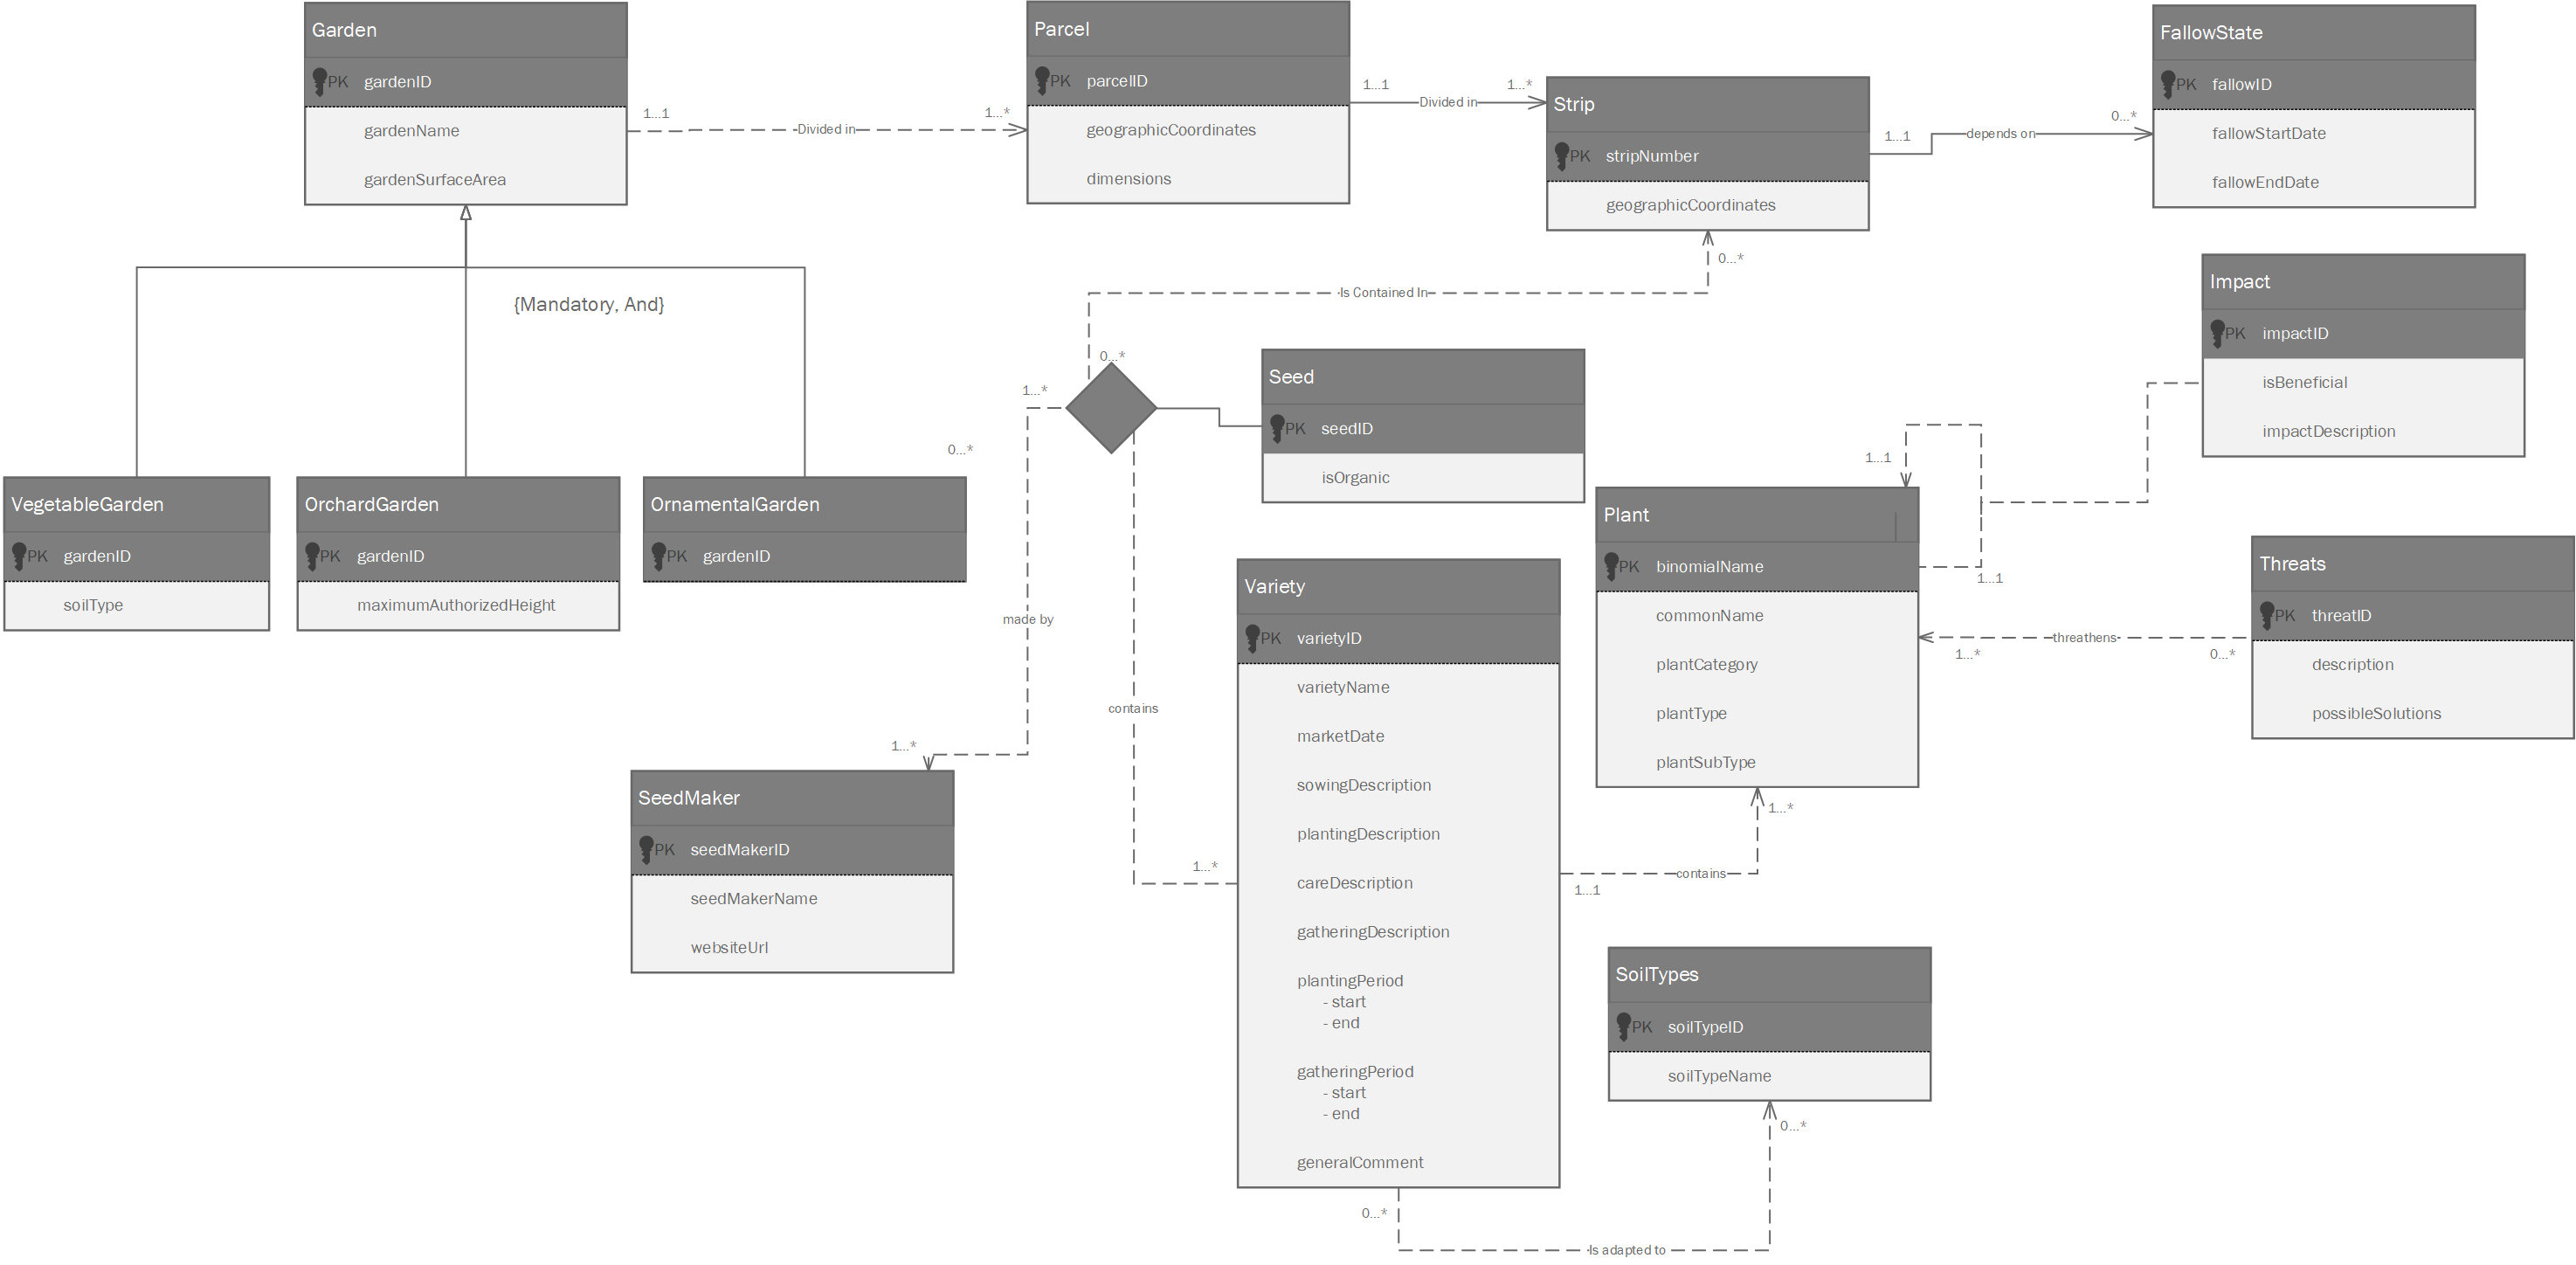 Garden
PK gardenID
gardenName
gardenSurfaceArea
1...1
Divided in
1...*
Parcel
PK parcelID
geographicCoordinates
dimensions
1...1
Divided in
1...*
Strip
PK stripNumber
geographicCoordinates
1...1
depends on
0...*
FallowState
PK fallowID
fallowStartDate
fallowEndDate
{Mandatory, And}
VegetableGarden
PK gardenID
soilType
OrchardGarden
PK gardenID
maximumAuthorizedHeight
OrnamentalGarden
PK gardenID
0...*
Is Contained In
0...*
1...*
0...*
made by
1...*
contains
1...*
Seed
PK seedID
isOrganic
Impact
PK impactID
isBeneficial
impactDescription
1...1
1...1
Plant
PK binomialName
commonName
plantCategory
plantType
plantSubType
1...*
threathens
0...*
Threats
PK threatID
description
possibleSolutions
SeedMaker
PK seedMakerID
seedMakerName
websiteUrl
Variety
PK varietyID
varietyName
marketDate
sowingDescription
plantingDescription
careDescription
gatheringDescription
plantingPeriod
- start
- end
gatheringPeriod
- start
- end
generalComment
1...1
contains
1...*
SoilTypes
PK soilTypeID
soilTypeName
0...*
0...*
Is adapted to